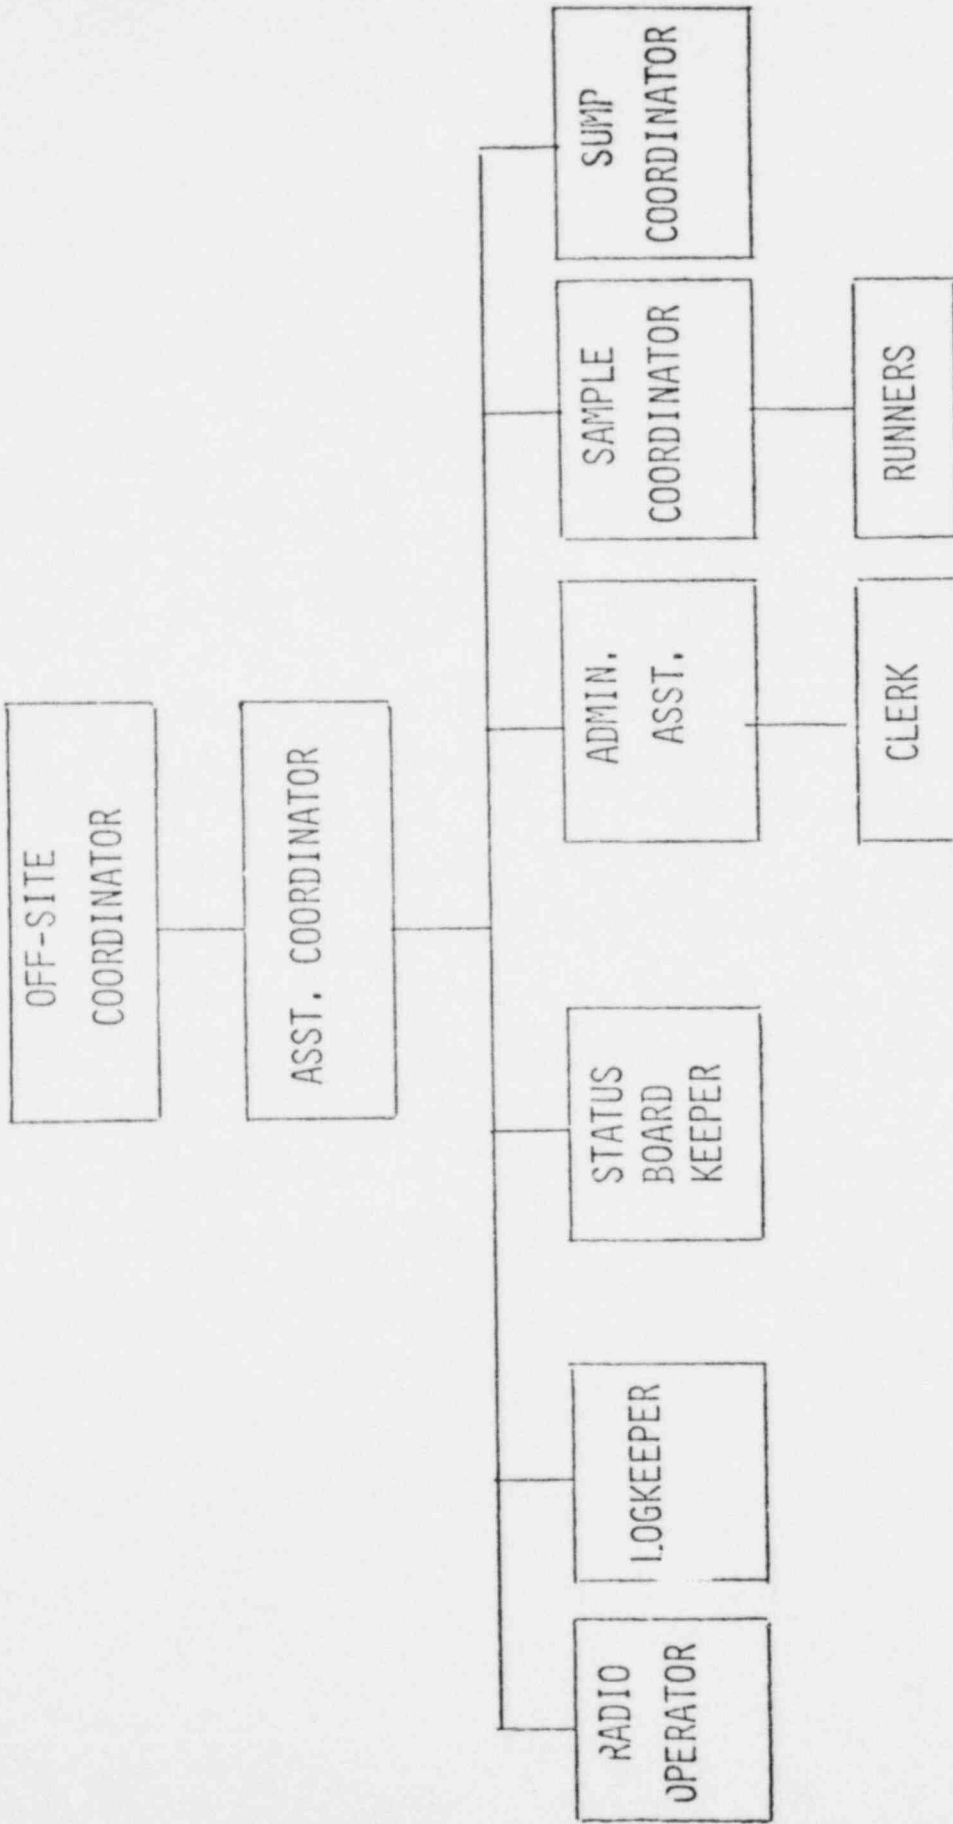 OFF-SITE
COORDINATOR
ASST. COORDINATOR
RADIO
OPERATOR
LOGKEEPER
STATUS
BOARD
KEEPER
ADMIN.
ASST.
SAMPLE
COORDINATOR
SUMP
COORDINATOR
CLERK
RUNNERS